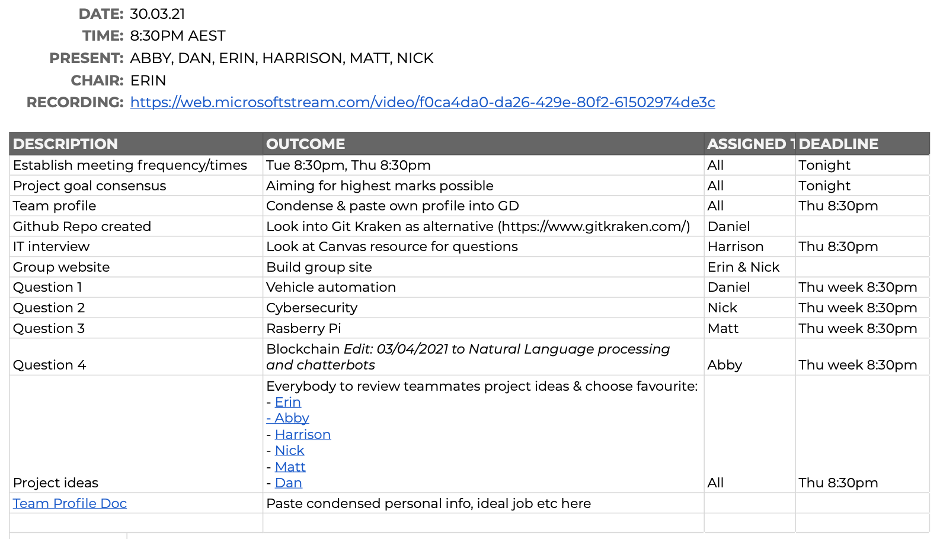 DATE: 30.03.21
TIME: 8:30PM AEST
PRESENT: ABBY, DAN, ERIN, HARRISON, MATT, NICK
CHAIR: ERIN
RECORDING: https://web.microsoftstream.com/video/f0ca4da0-da26-429e-80f2-61502974de3c
DESCRIPTION OUTCOME ASSIGNED T DEADLINE
Establish meeting frequency/times Tue 8:30pm, Thu 8:30pm All Tonight
Project goal consensus Aiming for highest marks possible All Tonight
Team profile Condense & paste own profile into GD All Thu 8:30pm
Github Repo created Look into Git Kraken as alternative (https://www.gitkraken.com/) Daniel
IT interview Look at Canvas resource for questions Harrison Thu 8:30pm
Group website Build group site Erin & Nick
Question 1 Vehicle automation Daniel Thu week 8:30pm
Question 2 Cybersecurity Nick Thu week 8:30pm
Question 3 Rasberry Pi Matt Thu week 8:30pm
Blockchain Edit: 03/04/2021 to Natural Language processing
Question 4 and chatterbots Abby Thu week 8:30pm
Everybody to review teammates project ideas & choose favourite:
- Erin
- Abby
- Harrison
- Nick
- Matt
Project ideas - Dan All Thu 8:30pm
Team Profile Doc Paste condensed personal info, ideal job etc here